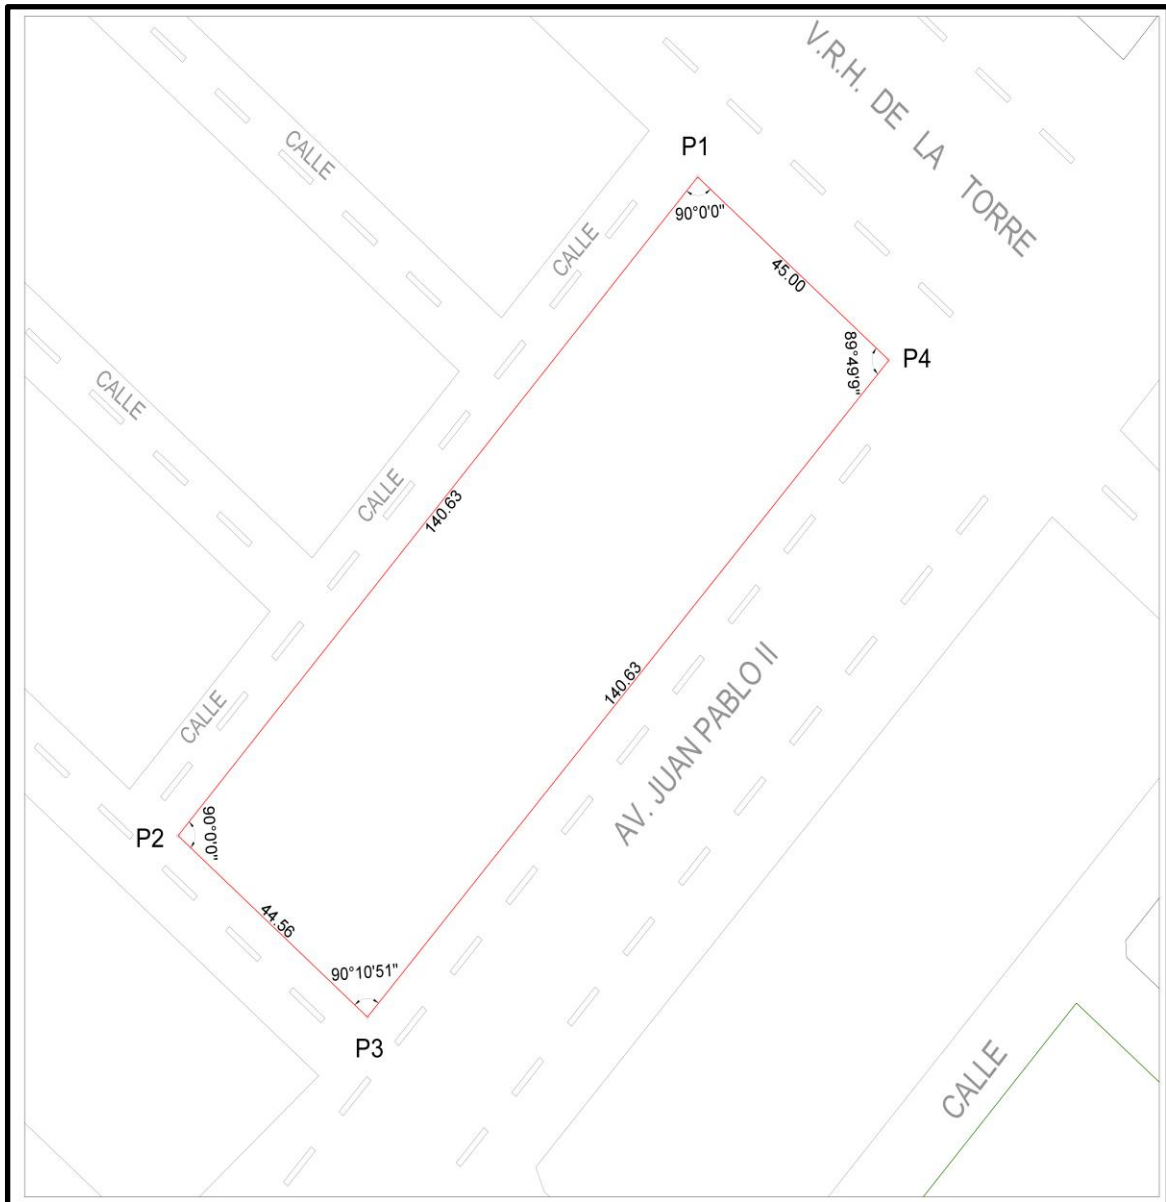 V.R.H. DE LA TORRE
CALLE
P1
90°0'0"
CALLE
45.00
89°49'9"
P4
CALLE
CALLE
140.63
140.63
CALLE
AV. JUAN PABLO II
P2
90°0'0"
44.56
90°10'51"
P3
CALLE